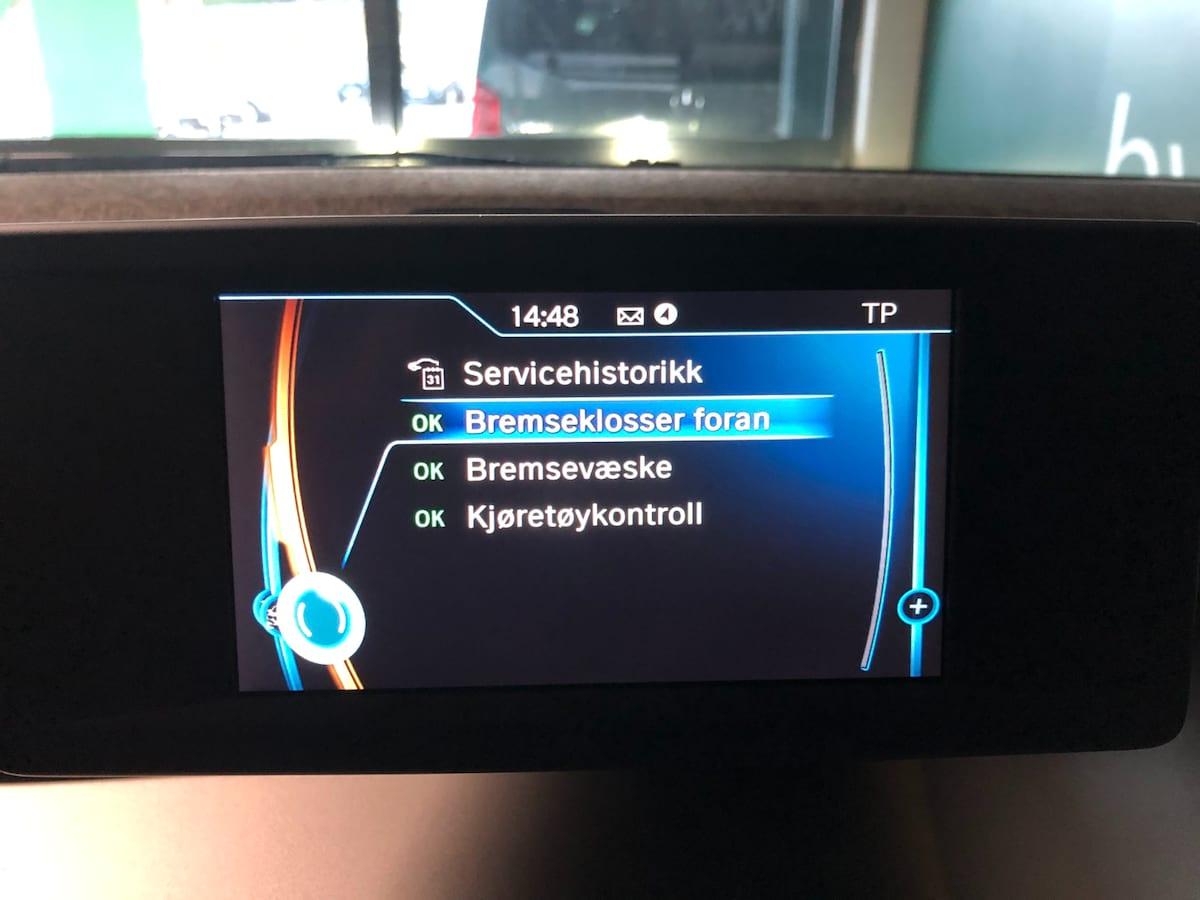 14:48 TP
31 Servicehistorikk
OK Bremseklosser foran
OK Bremsevæske
OK Kjøretøykontroll